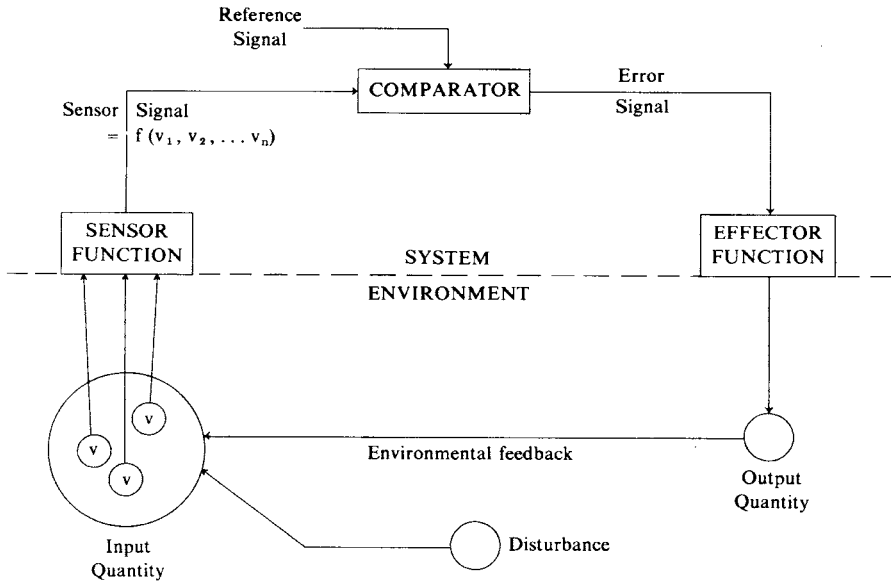 Reference
Signal
COMPARATOR
Error
Signal
Sensor Signal
= f (v₁, v₂, ... vₙ)
SENSOR
FUNCTION
EFFECTOR
FUNCTION
SYSTEM
ENVIRONMENT
v
v
v
Environmental feedback
Output
Quantity
Disturbance
Input
Quantity